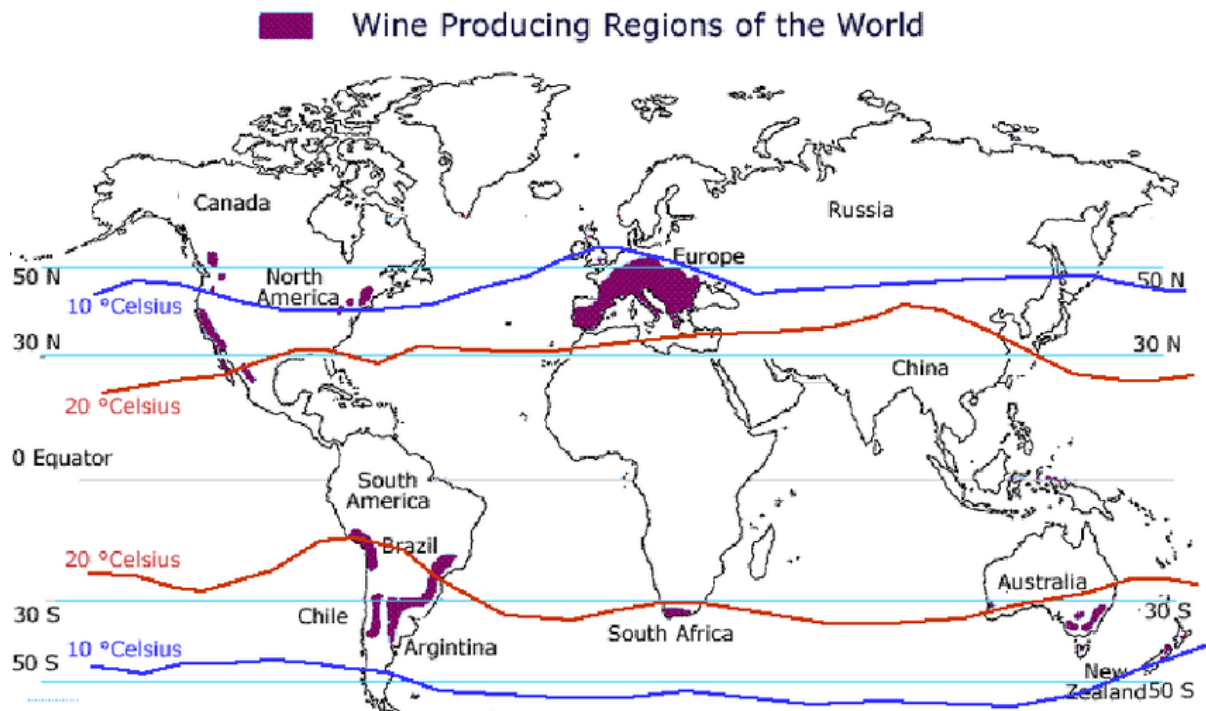 Wine Producing Regions of the World
Canada
Russia
Europe
50 N
North
America
50 N
10 °Celsius
30 N
30 N
China
20 °Celsius
0 Equator
South
America
Brazil
20 °Celsius
Australia
30 S
Chile
30 S
South Africa
Argintina
10 °Celsius
50 S
New
Zealand
50 S